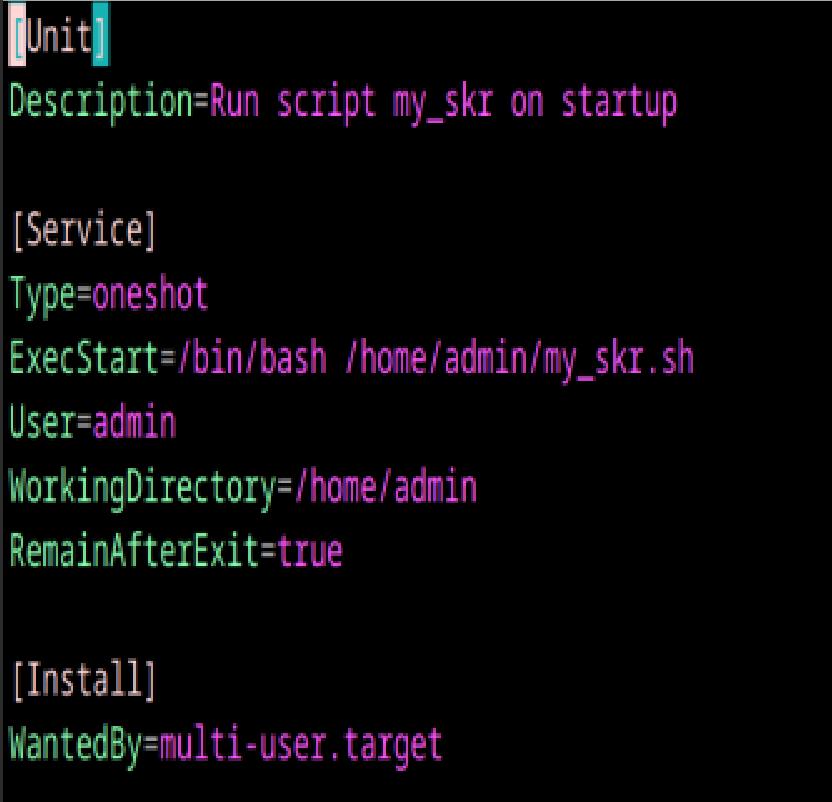 [Unit]
Description=Run script my_skr on startup
[Service]
Type=oneshot
ExecStart=/bin/bash /home/admin/my_skr.sh
User=admin
WorkingDirectory=/home/admin
RemainAfterExit=true
[Install]
WantedBy=multi-user.target